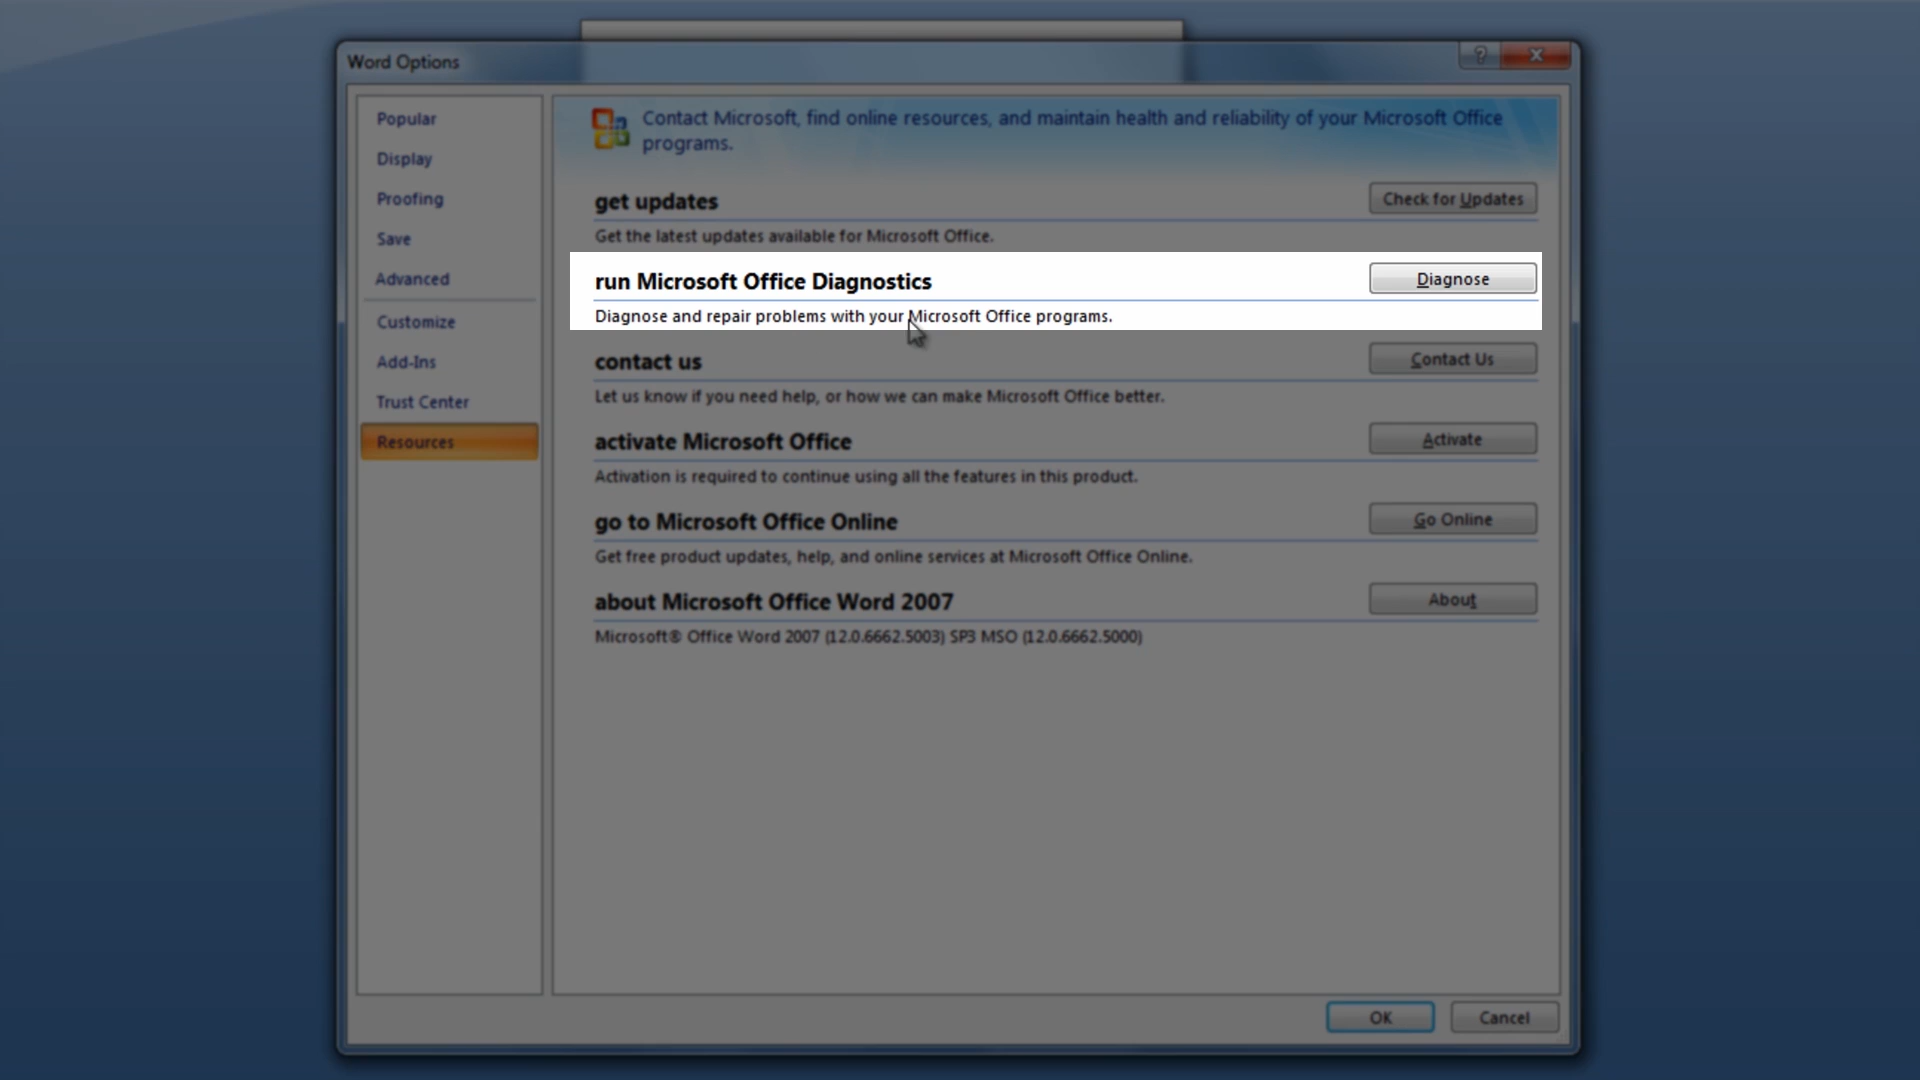 Word Options
?
Popular
Display
Proofing
Save
Advanced
Customize
Add-Ins
Trust Center
Resources
Contact Microsoft, find online resources, and maintain health and reliability of your Microsoft Office
programs.
get updates
Check for Updates
Get the latest updates available for Microsoft Office.
run Microsoft Office Diagnostics
Diagnose
Diagnose and repair problems with your Microsoft Office programs.
contact us
Contact Us
Let us know if you need help, or how we can make Microsoft Office better.
activate Microsoft Office
Activate
Activation is required to continue using all the features in this product.
go to Microsoft Office Online
Go Online
Get free product updates, help, and online services at Microsoft Office Online.
about Microsoft Office Word 2007
About
Microsoft® Office Word 2007 (12.0.6662.5003) SP3 MSO (12.0.6662.5000)
OK
Cancel